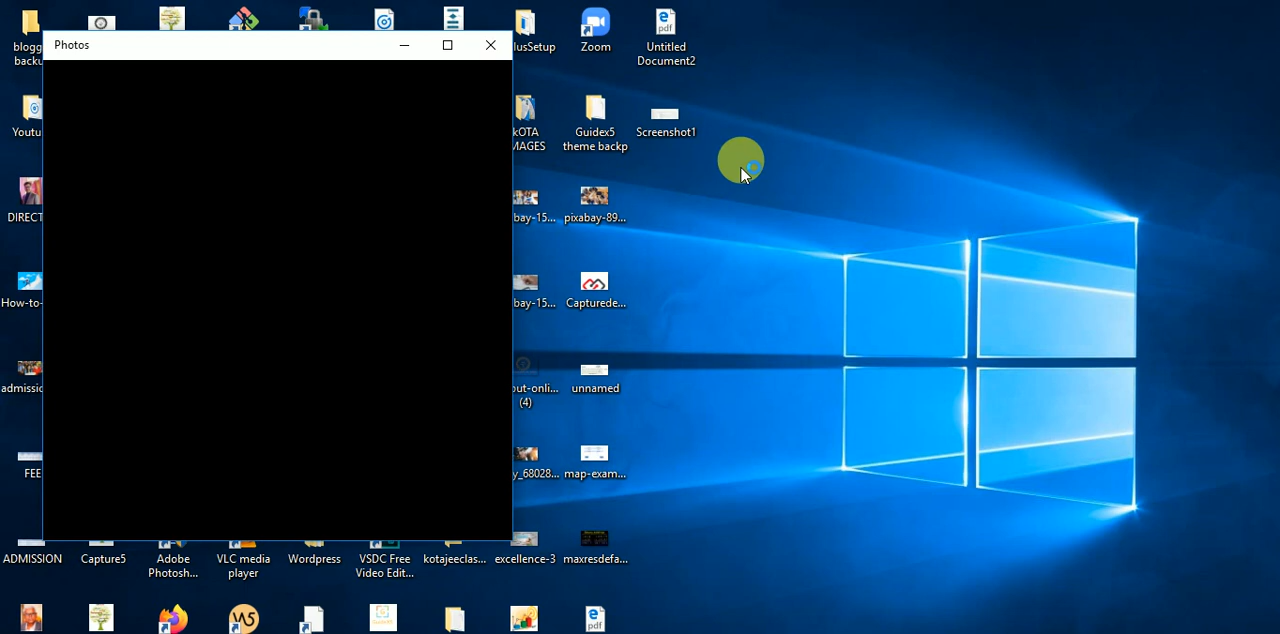 Photos
blogg
backu
lusSetup
Zoom
Untitled
Document2
Youtu
kOTA
MAGES
Guidex5
theme backp
Screenshot1
DIRECT
bay-15...
pixabay-89...
How-to-
bay-15...
Capturede...
admissic
out-onli...
(4)
unnamed
FEE
y_68028...
map-exam...
ADMISSION
Capture5
Adobe
Photosh...
VLC media
player
Wordpress
VSDC Free
Video Edit...
kotajeeclas...
excellence-3
maxresdefa...